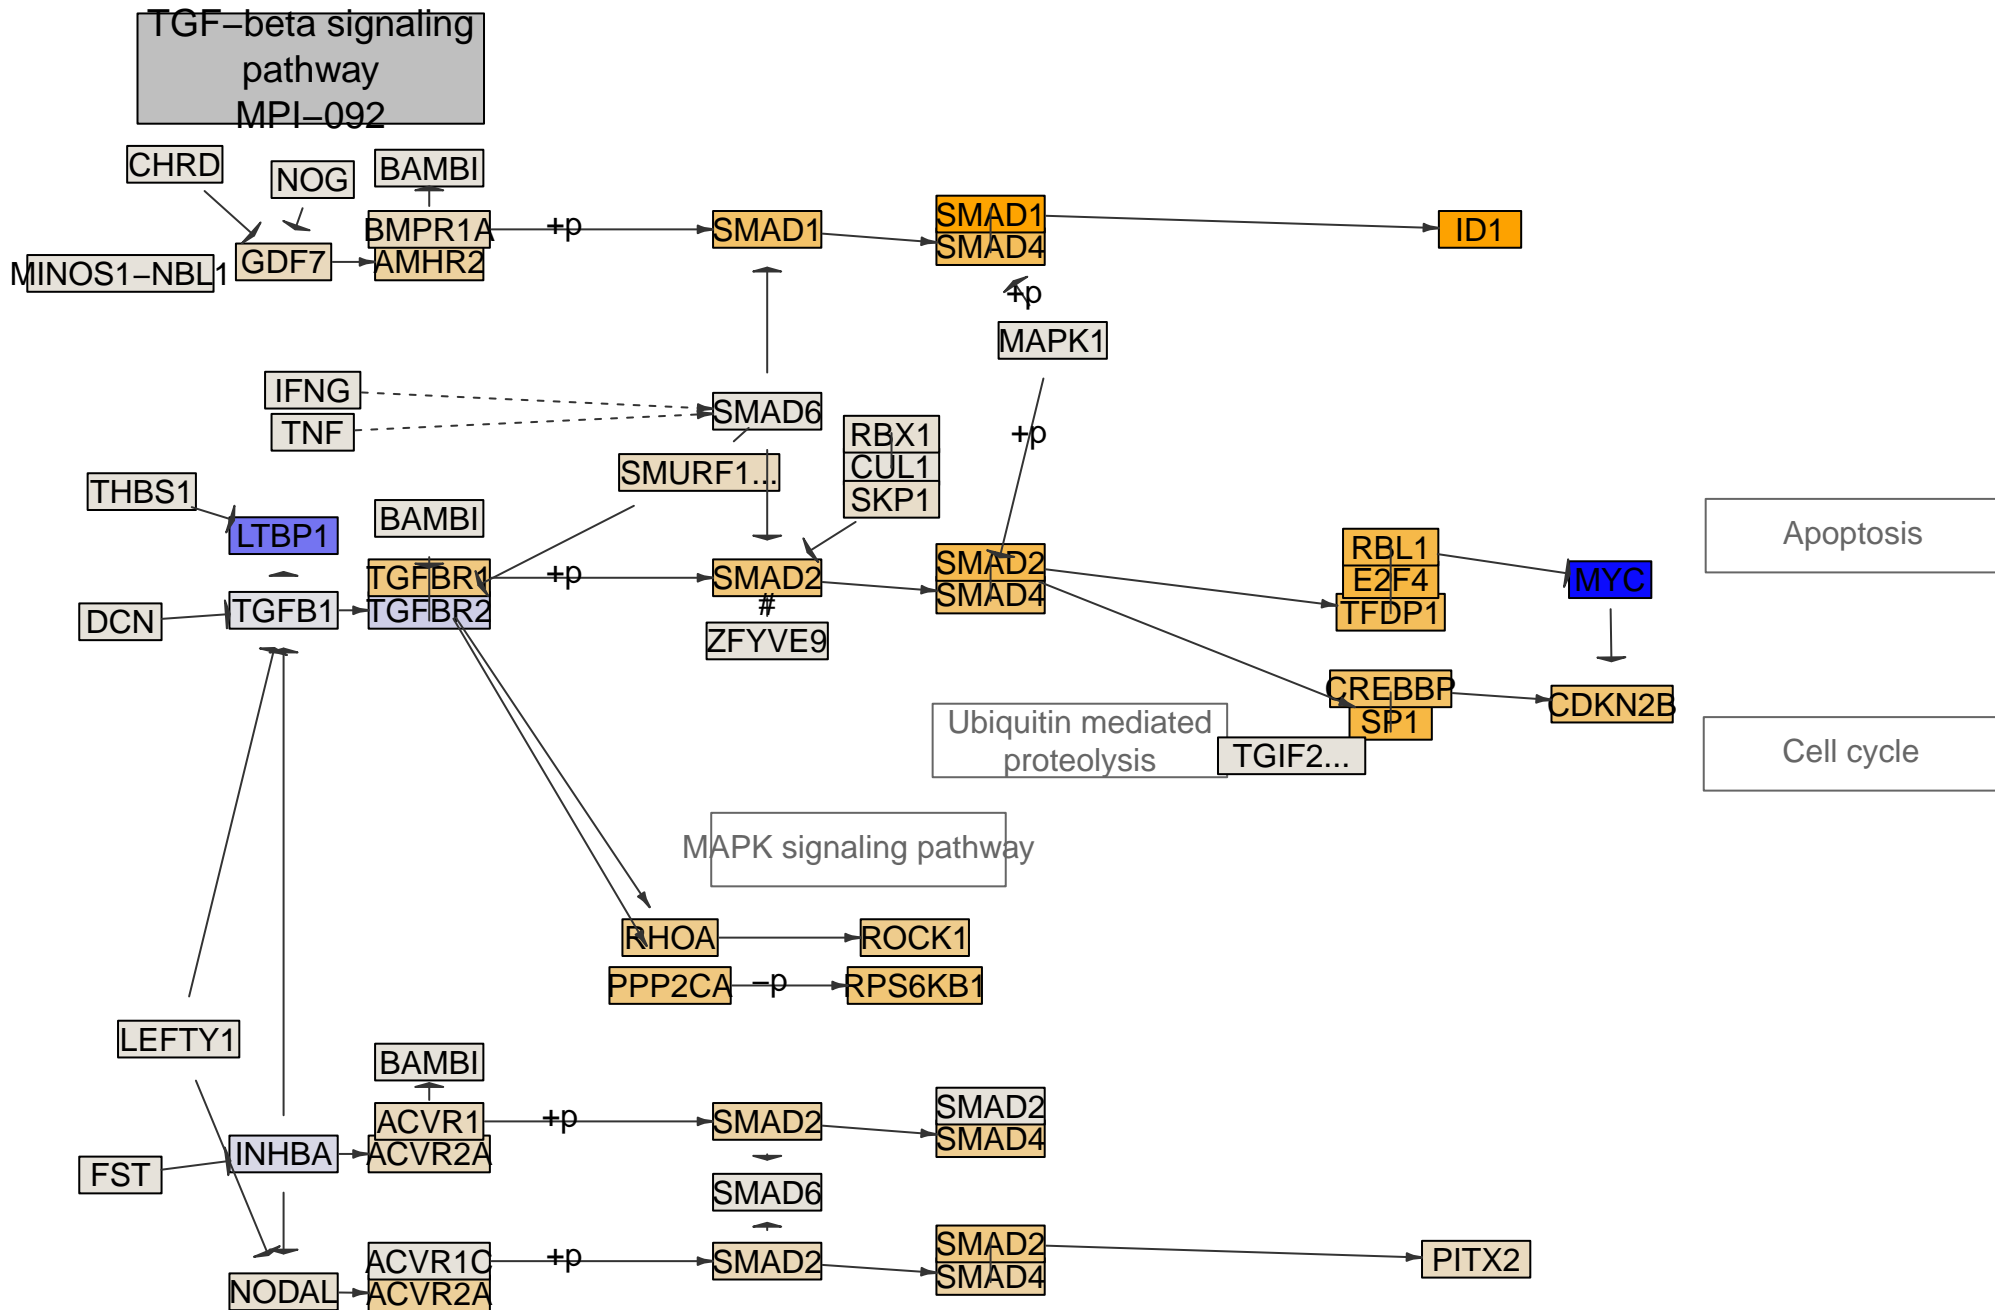 TGF−beta signaling
pathway
MPI−092
CHRD
NOG
BAMBI
BMPR1A
+p
SMAD1
SMAD1
SMAD4
ID1
GDF7
AMHR2
MINOS1−NBL1
+p
MAPK1
IFNG
TNF
SMAD6
RBX1
CUL1
SKP1
+p
SMURF1...
THBS1
LTBP1
BAMBI
TGFBR1
TGFBR2
+p
SMAD2
#
ZFYVE9
SMAD2
SMAD4
RBL1
E2F4
TFDP1
MYC
Apoptosis
DCN
TGFB1
CREBBP
SP1
CDKN2B
Ubiquitin mediated
proteolysis
TGIF2...
Cell cycle
MAPK signaling pathway
RHOA
ROCK1
PPP2CA
−p
RPS6KB1
LEFTY1
BAMBI
ACVR1
ACVR2A
+p
SMAD2
SMAD2
SMAD4
INHBA
FST
SMAD6
ACVR1C
ACVR2A
+p
SMAD2
SMAD2
SMAD4
PITX2
NODAL